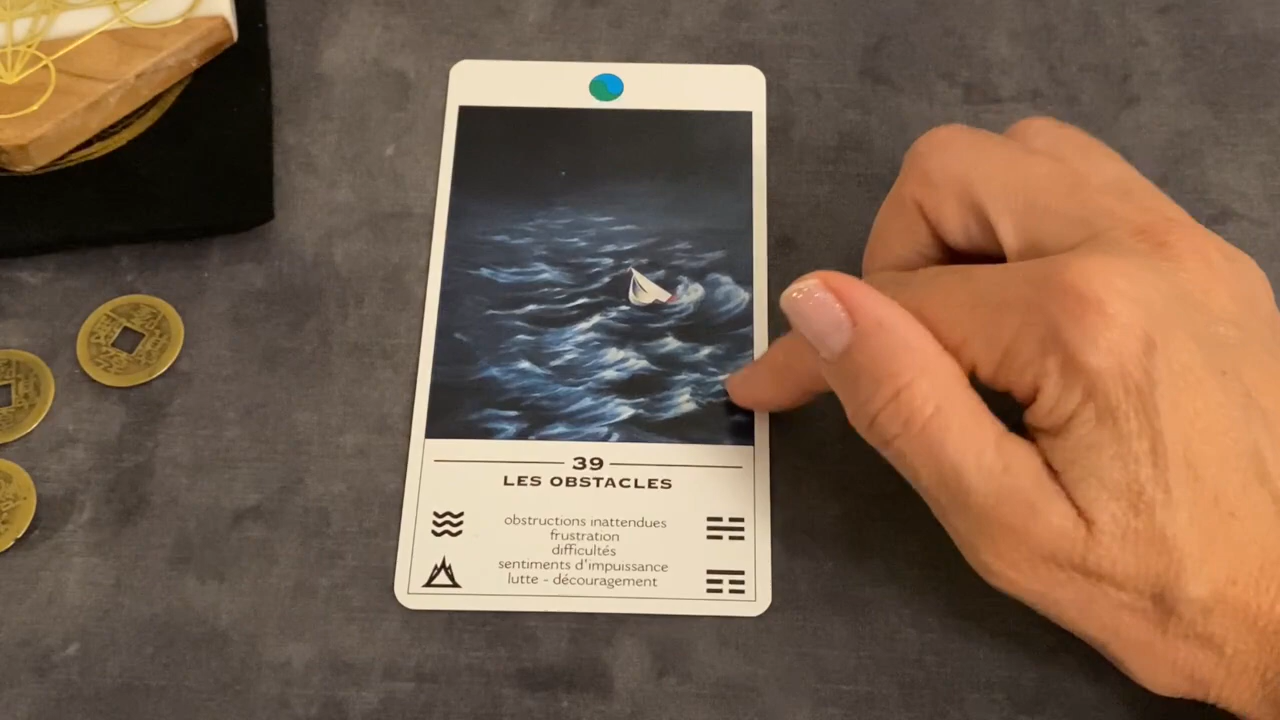 39
LES OBSTACLES
obstructions inattendues
frustration
difficultés
sentiments d'impuissance
lutte - découragement